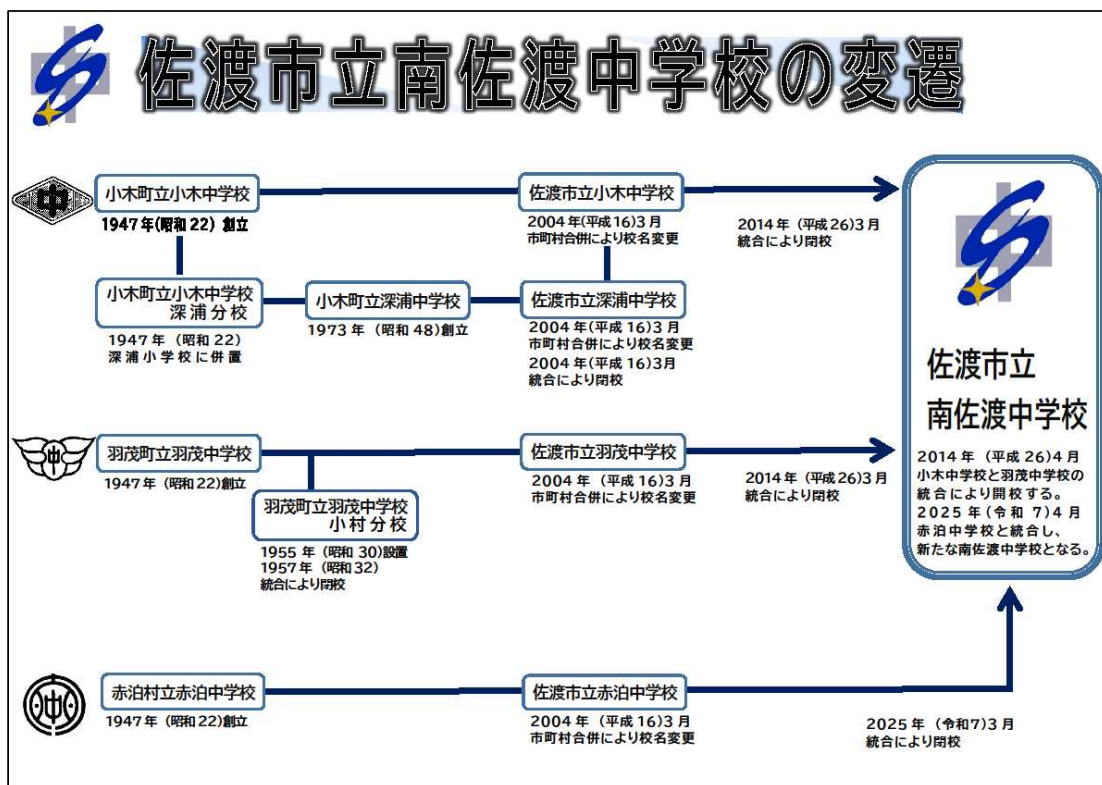 佐渡市立南佐渡中学校の変遷
小木町立小木中学校
1947年(昭和22) 創立
佐渡市立小木中学校
2004年(平成16)3月
市町村合併により校名変更
2014年 (平成26)3月
統合により閉校
小木町立小木中学校
深浦分校
1947年 (昭和22)
深浦小学校に併置
小木町立深浦中学校
1973年 (昭和48)創立
佐渡市立深浦中学校
2004年(平成16)3月
市町村合併により校名変更
2004年(平成16)3月
統合により閉校
羽茂町立羽茂中学校
1947年 (昭和22)創立
羽茂町立羽茂中学校
小村分校
1955年 (昭和30)設置
1957年 (昭和32)
統合により閉校
佐渡市立羽茂中学校
2004年 (平成16)3月
市町村合併により校名変更
2014年 (平成26)3月
統合により閉校
赤泊村立赤泊中学校
1947年 (昭和22)創立
佐渡市立赤泊中学校
2004年 (平成16)3月
市町村合併により校名変更
2025年 (令和7)3月
統合により閉校
佐渡市立
南佐渡中学校
2014年 (平成26)4月
小木中学校と羽茂中学校の
統合により開校する。
2025年(令和7)4月
赤泊中学校と統合し、
新たな南佐渡中学校となる。
中
中
中